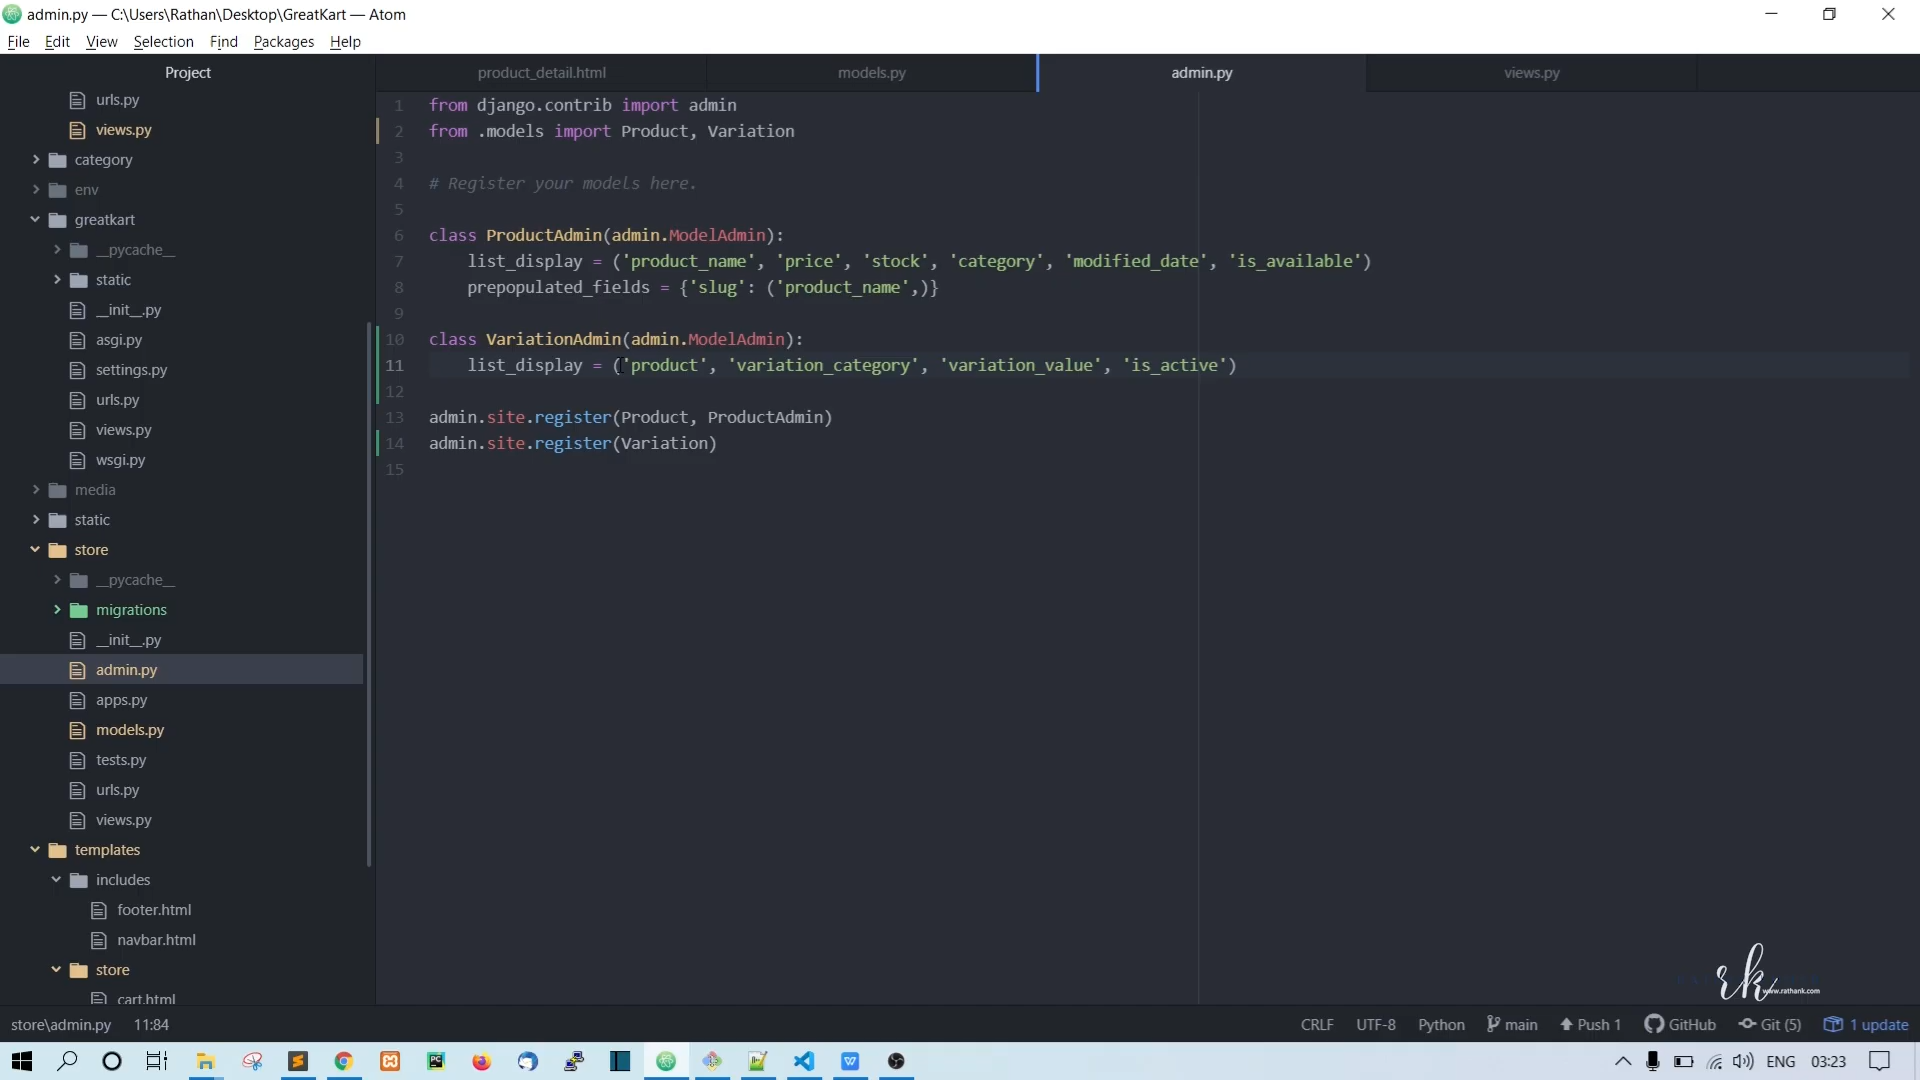 admin.py — C:\Users\Rathan\Desktop\GreatKart — Atom
File Edit View Selection Find Packages Help
Project
urls.py
views.py
category
env
greatkart
__pycache__
static
__init__.py
asgi.py
settings.py
urls.py
views.py
wsgi.py
media
static
store
__pycache__
migrations
__init__.py
admin.py
apps.py
models.py
tests.py
urls.py
views.py
templates
includes
footer.html
navbar.html
store
cart.html
product_detail.html models.py admin.py views.py
1 from django.contrib import admin
2 from .models import Product, Variation
3
4 # Register your models here.
5
6 class ProductAdmin(admin.ModelAdmin):
7 list_display = ('product_name', 'price', 'stock', 'category', 'modified_date', 'is_available')
8 prepopulated_fields = {'slug': ('product_name',)}
9
10 class VariationAdmin(admin.ModelAdmin):
11 list_display = ('product', 'variation_category', 'variation_value', 'is_active')
12
13 admin.site.register(Product, ProductAdmin)
14 admin.site.register(Variation)
15
rk
www.rathank.com
store\admin.py 11:84 CRLF UTF-8 Python main Push 1 GitHub Git (5) 1 update
ENG 03:23